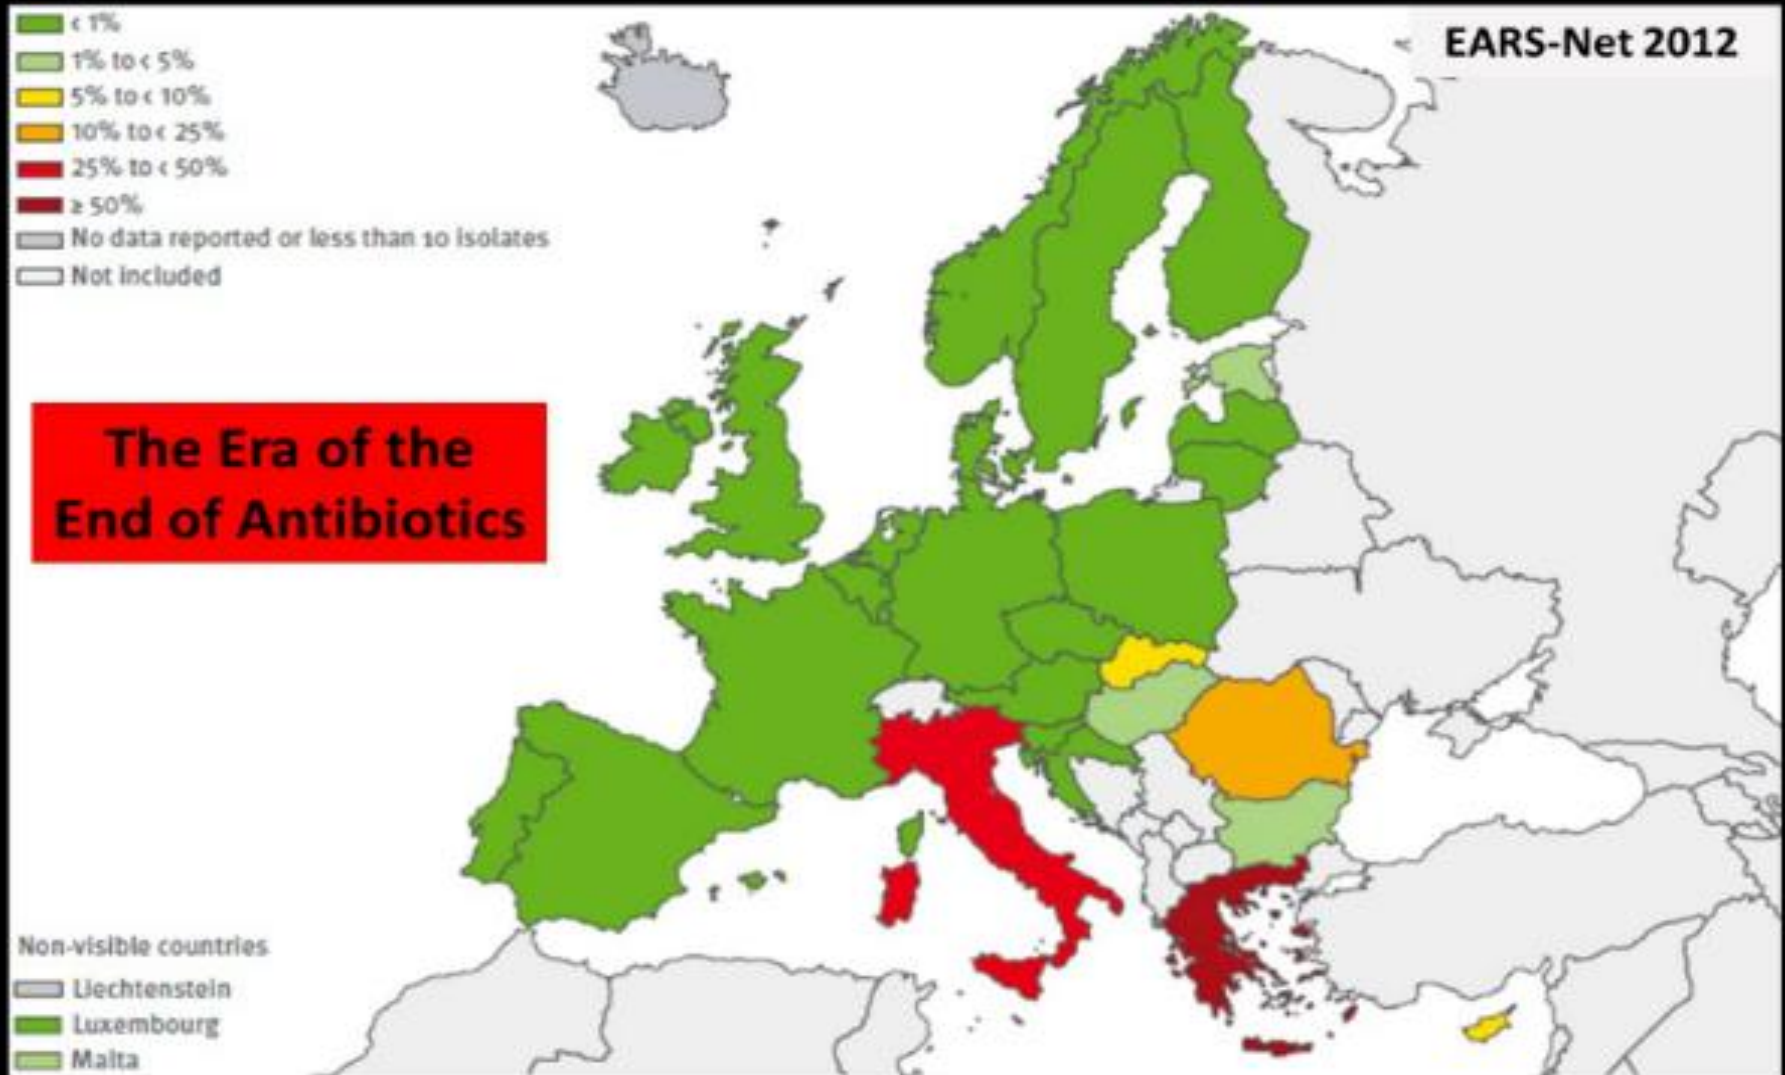 < 1%
1% to < 5%
5% to < 10%
10% to < 25%
25% to < 50%
≥ 50%
No data reported or less than 10 isolates
Not included
EARS-Net 2012
The Era of the
End of Antibiotics
Non-visible countries
Liechtenstein
Luxembourg
Malta